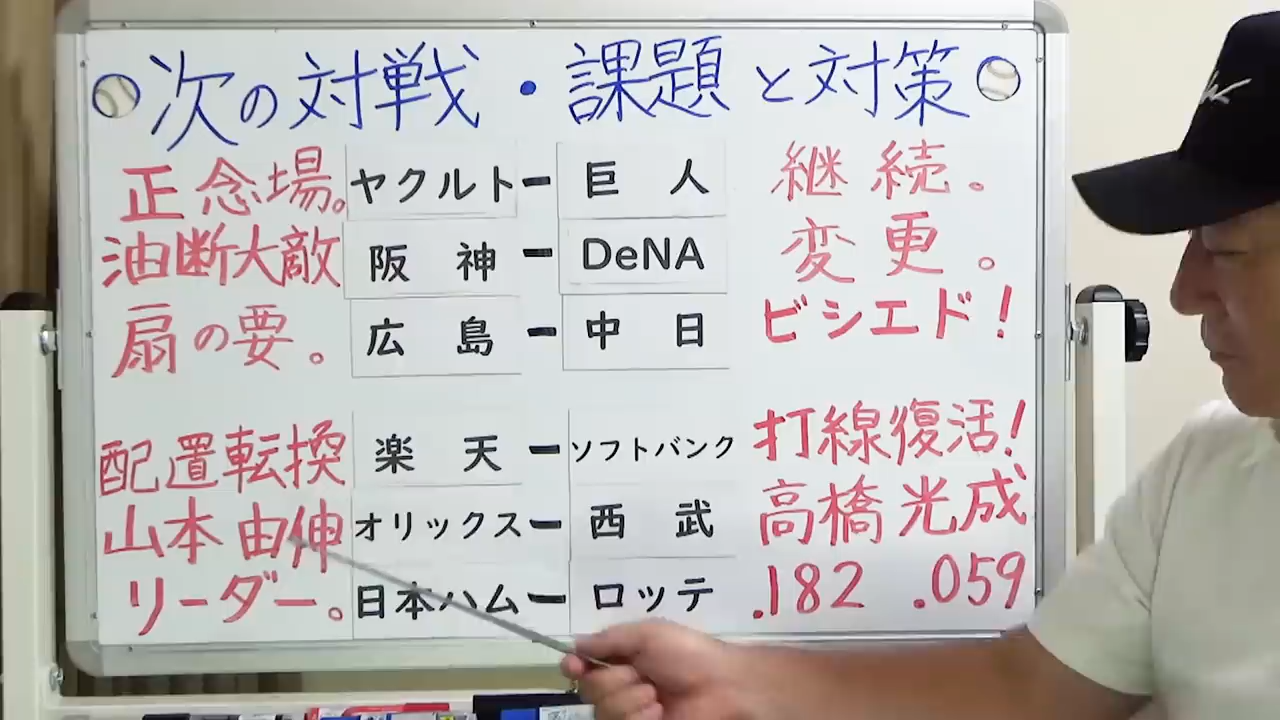 次の対戦・課題と対策
正念場。ヤクルトー巨人 継続。
油断大敵 阪神ーDeNA 変更。
扇の要。広島ー中日 ビシエド!
配置転換 楽天ーソフトバンク 打線復活!
山本由伸 オリックスー西武 高橋光成
リーダー。日本ハムーロッテ .182 .059